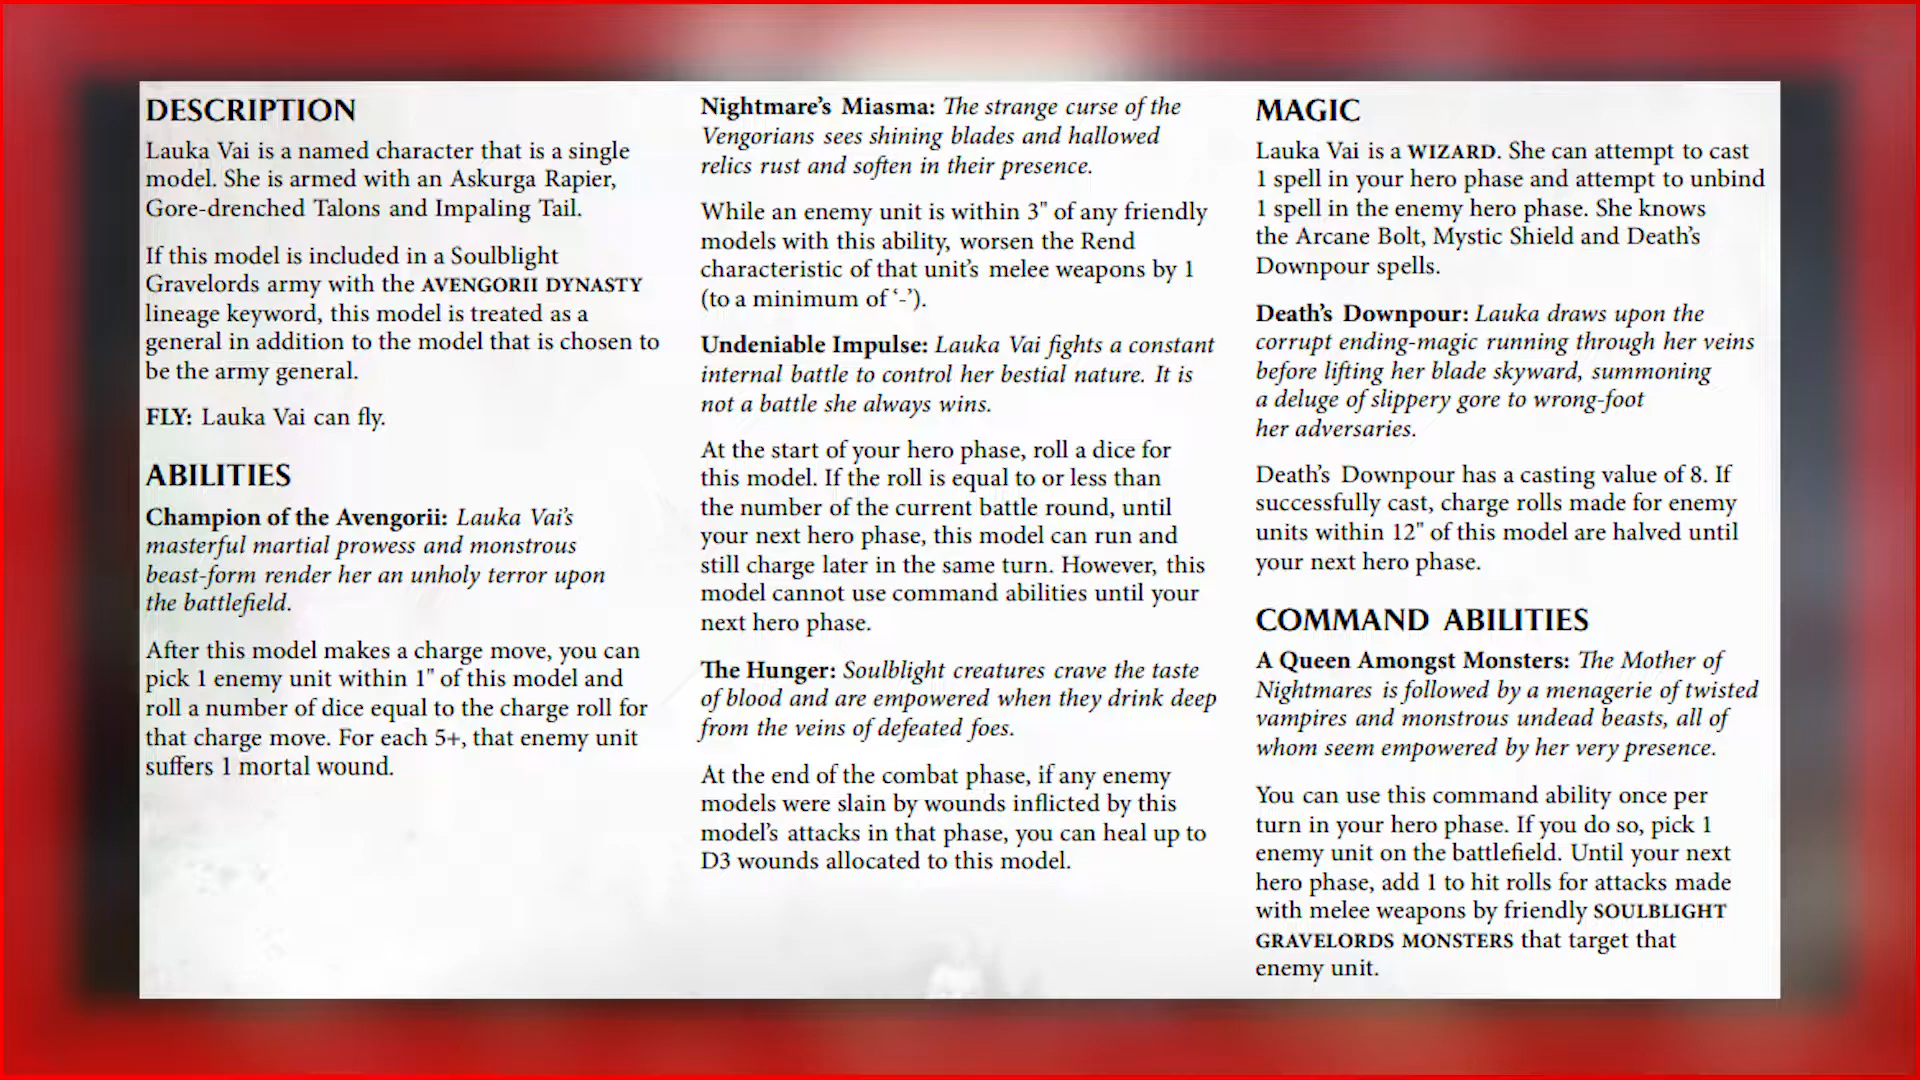 DESCRIPTION
Lauka Vai is a named character that is a single
model. She is armed with an Askurga Rapier,
Gore-drenched Talons and Impaling Tail.
If this model is included in a Soulblight
Gravelords army with the AVENGORII DYNASTY
lineage keyword, this model is treated as a
general in addition to the model that is chosen to
be the army general.
FLY: Lauka Vai can fly.
ABILITIES
Champion of the Avengorii: Lauka Vai's
masterful martial prowess and monstrous
beast-form render her an unholy terror upon
the battlefield.
After this model makes a charge move, you can
pick 1 enemy unit within 1" of this model and
roll a number of dice equal to the charge roll for
that charge move. For each 5+, that enemy unit
suffers 1 mortal wound.
Nightmare's Miasma: The strange curse of the
Vengorians sees shining blades and hallowed
relics rust and soften in their presence.
While an enemy unit is within 3" of any friendly
models with this ability, worsen the Rend
characteristic of that unit's melee weapons by 1
(to a minimum of '-').
Undeniable Impulse: Lauka Vai fights a constant
internal battle to control her bestial nature. It is
not a battle she always wins.
At the start of your hero phase, roll a dice for
this model. If the roll is equal to or less than
the number of the current battle round, until
your next hero phase, this model can run and
still charge later in the same turn. However, this
model cannot use command abilities until your
next hero phase.
The Hunger: Soulblight creatures crave the taste
of blood and are empowered when they drink deep
from the veins of defeated foes.
At the end of the combat phase, if any enemy
models were slain by wounds inflicted by this
model's attacks in that phase, you can heal up to
D3 wounds allocated to this model.
MAGIC
Lauka Vai is a WIZARD. She can attempt to cast
1 spell in your hero phase and attempt to unbind
1 spell in the enemy hero phase. She knows
the Arcane Bolt, Mystic Shield and Death's
Downpour spells.
Death's Downpour: Lauka draws upon the
corrupt ending-magic running through her veins
before lifting her blade skyward, summoning
a deluge of slippery gore to wrong-foot
her adversaries.
Death's Downpour has a casting value of 8. If
successfully cast, charge rolls made for enemy
units within 12" of this model are halved until
your next hero phase.
COMMAND ABILITIES
A Queen Amongst Monsters: The Mother of
Nightmares is followed by a menagerie of twisted
vampires and monstrous undead beasts, all of
whom seem empowered by her very presence.
You can use this command ability once per
turn in your hero phase. If you do so, pick 1
enemy unit on the battlefield. Until your next
hero phase, add 1 to hit rolls for attacks made
with melee weapons by friendly SOULBLIGHT
GRAVELORDS MONSTERS that target that
enemy unit.